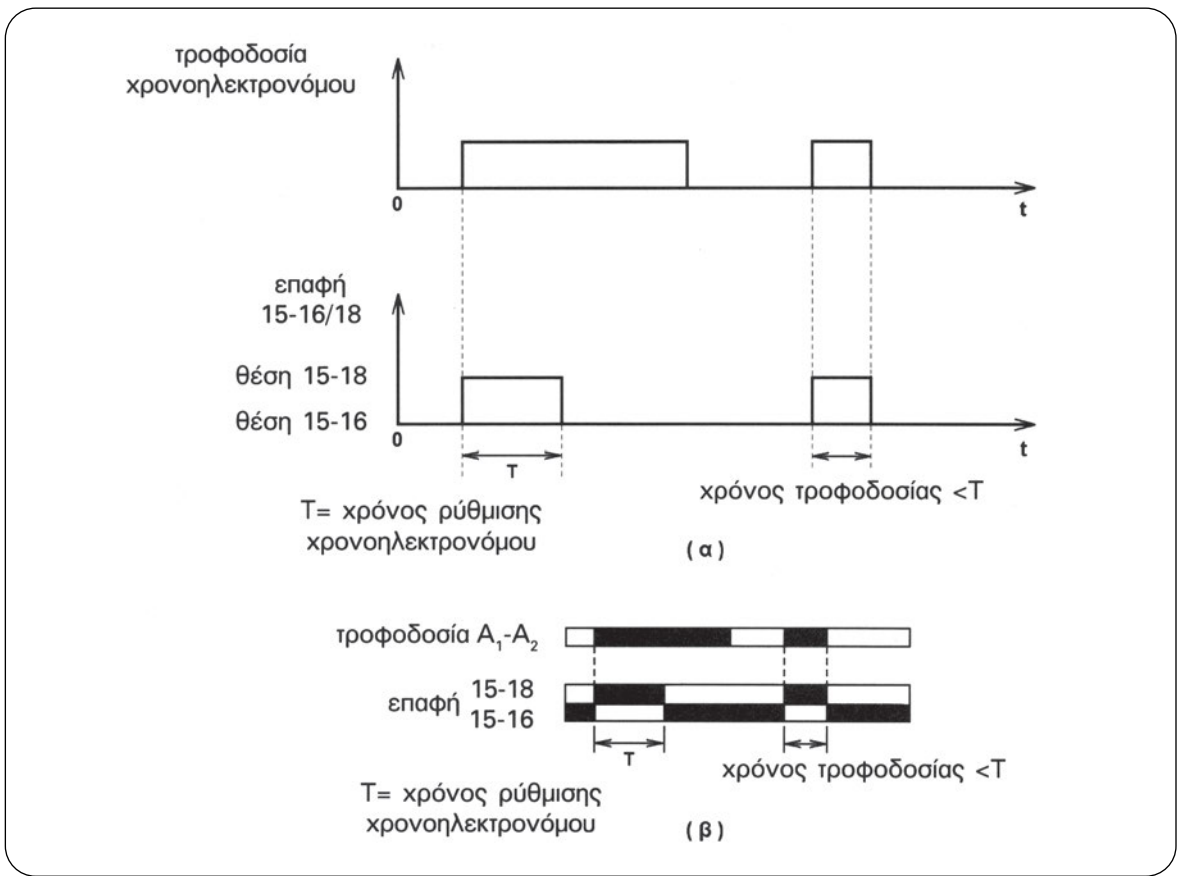 τροφοδοσία
χρονοηλεκτρονόμου
0
t
επαφή
15-16/18
θέση 15-18
θέση 15-16
0
t
T
χρόνος τροφοδοσίας <T
T= χρόνος ρύθμισης
χρονοηλεκτρονόμου
( α )
τροφοδοσία A₁-A₂
επαφή
15-18
15-16
T
χρόνος τροφοδοσίας <T
T= χρόνος ρύθμισης
χρονοηλεκτρονόμου
( β )